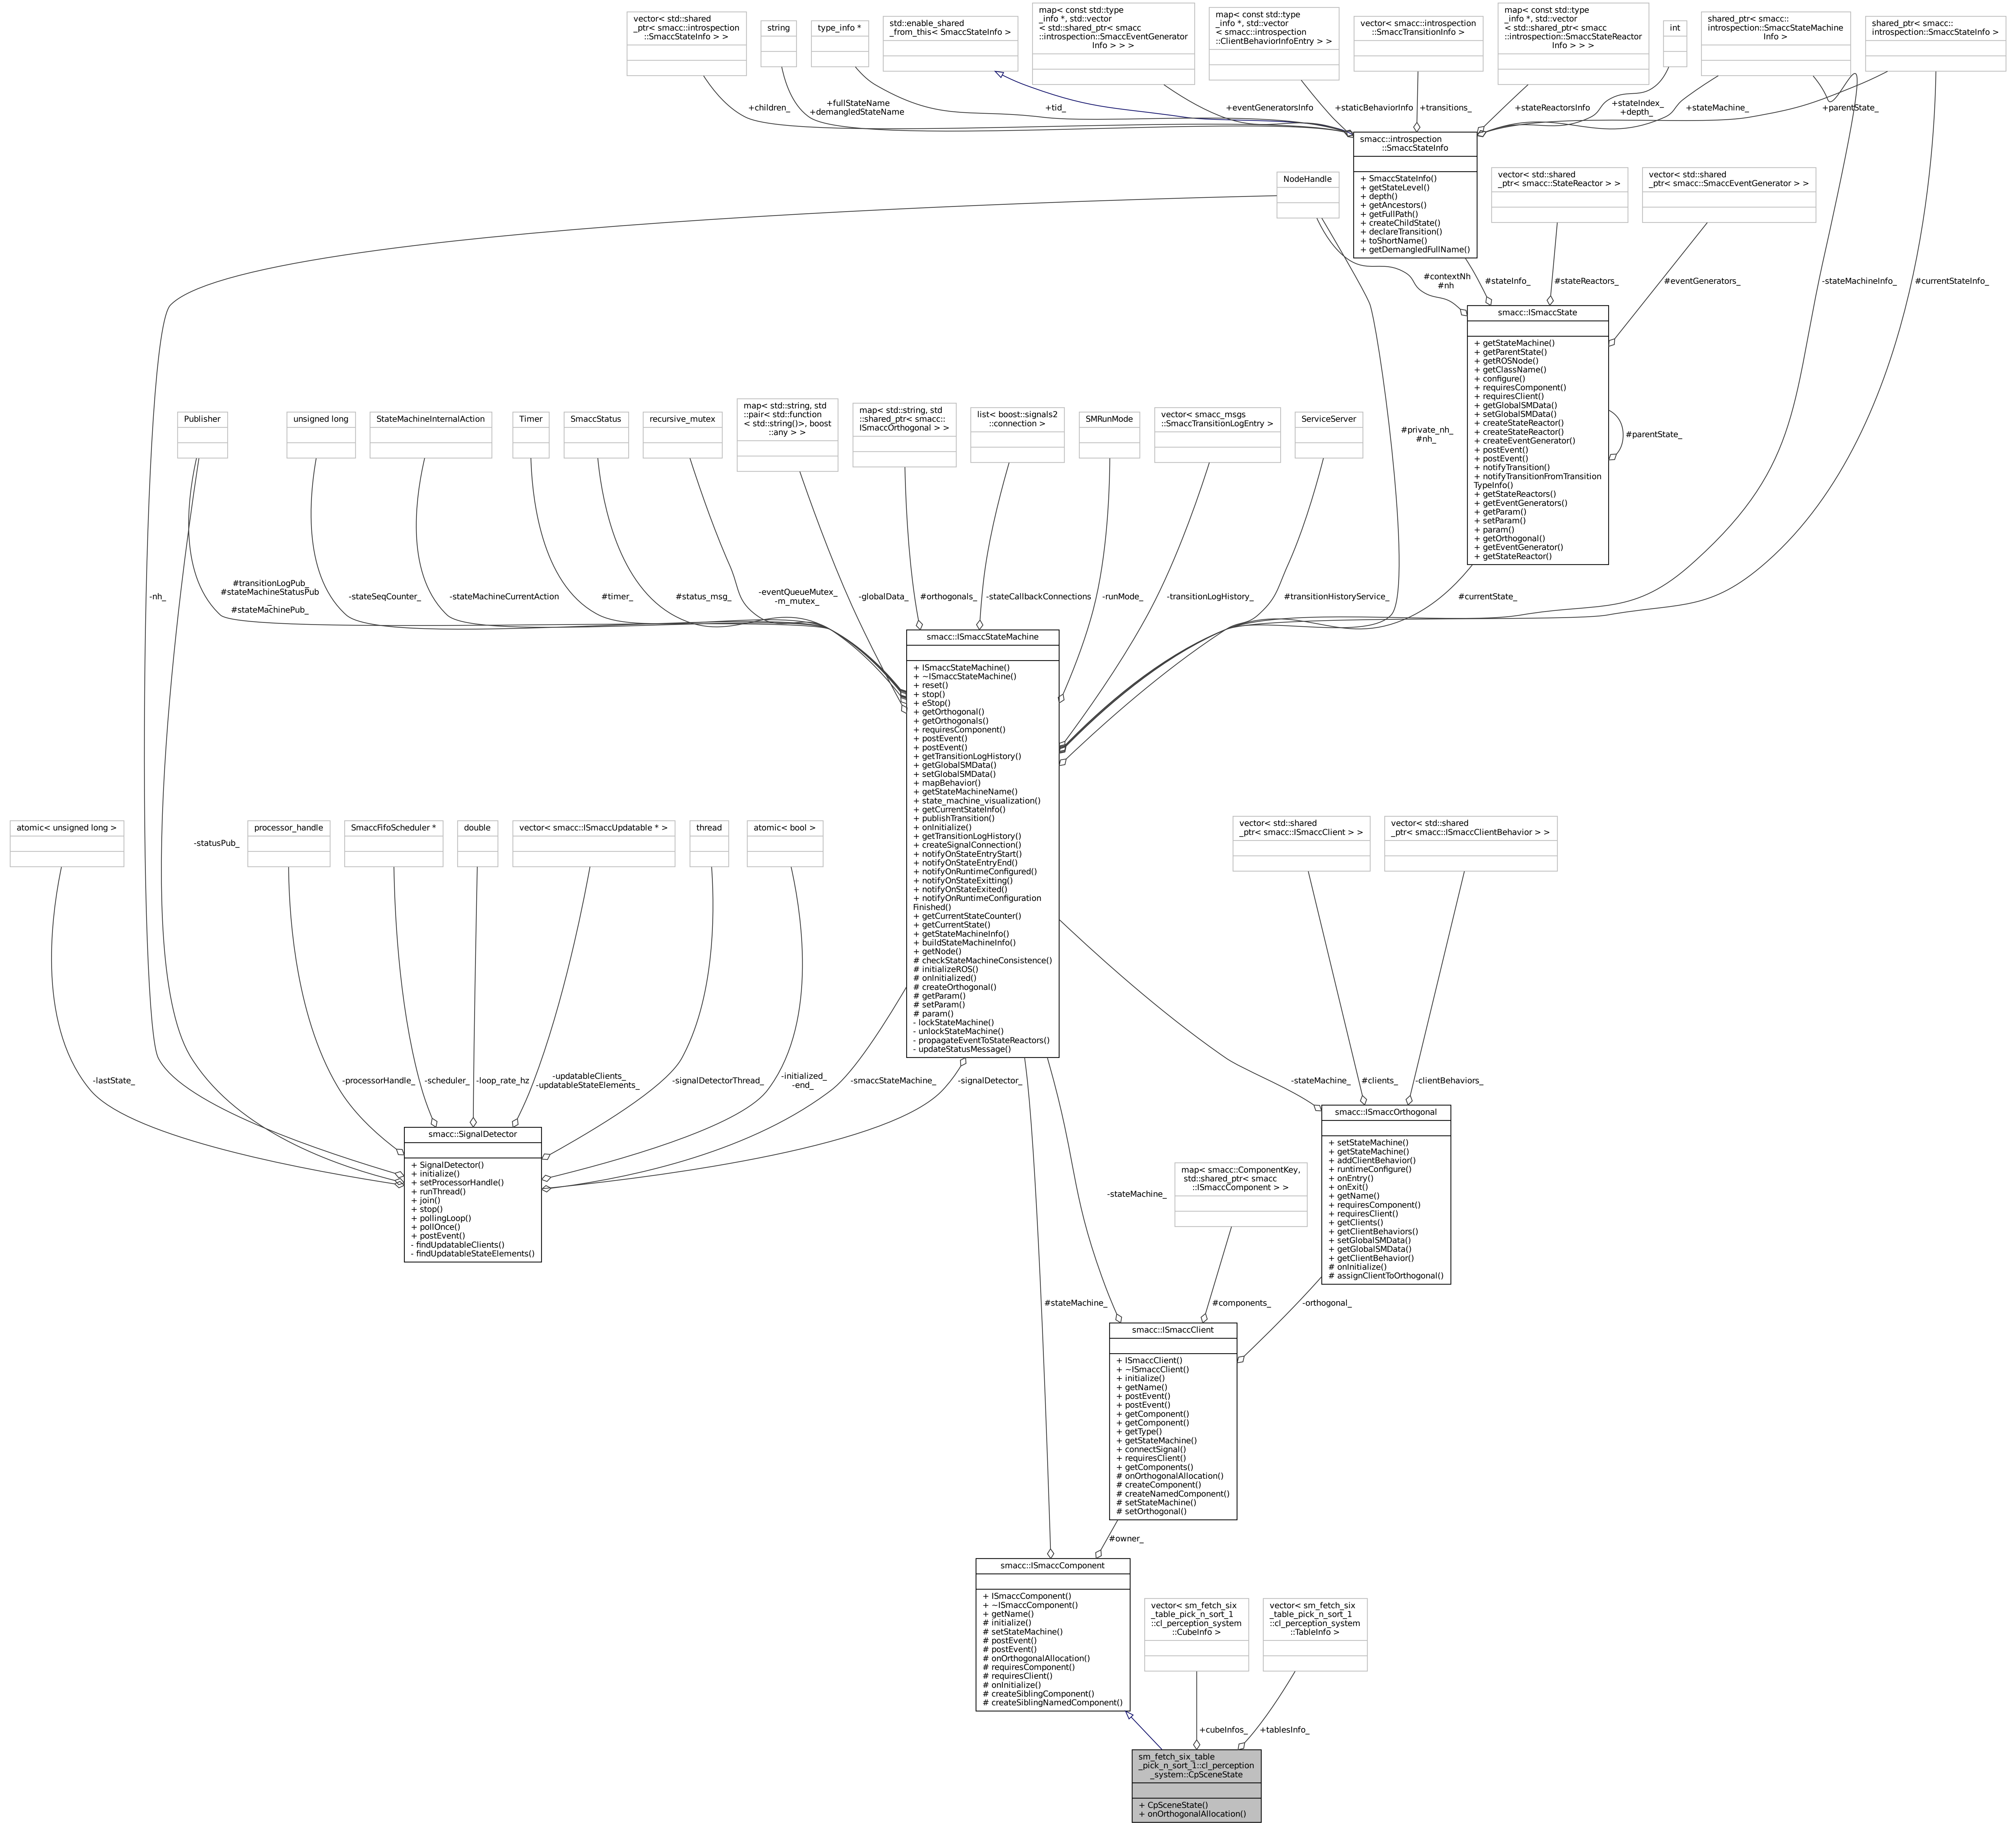 vector< std::shared
_ptr< smacc::introspection
::SmaccStateInfo > >
string
type_info *
std::enable_shared
_from_this< SmaccStateInfo >
map< const std::type
_info *, std::vector
< std::shared_ptr< smacc
::introspection::SmaccEventGenerator
Info > > >
map< const std::type
_info *, std::vector
< smacc::introspection
::ClientBehaviorInfoEntry > >
vector< smacc::introspection
::SmaccTransitionInfo >
map< const std::type
_info *, std::vector
< std::shared_ptr< smacc
::introspection::SmaccStateReactor
Info > > >
int
shared_ptr< smacc::
introspection::SmaccStateMachine
Info >
shared_ptr< smacc::
introspection::SmaccStateInfo >
+children_
+fullStateName
+demangledStateName
+tid_
+eventGeneratorsInfo
+staticBehaviorInfo
+transitions_
+stateReactorsInfo
+stateIndex_
+depth_
+stateMachine_
+parentState_
smacc::introspection
::SmaccStateInfo
+ SmaccStateInfo()
+ getStateLevel()
+ depth()
+ getAncestors()
+ getFullPath()
+ createChildState()
+ declareTransition()
+ toShortName()
+ getDemangledFullName()
NodeHandle
vector< std::shared
_ptr< smacc::StateReactor > >
vector< std::shared
_ptr< smacc::SmaccEventGenerator > >
#contextNh
#nh
#stateInfo_
#stateReactors_
#eventGenerators_
-stateMachineInfo_
#currentStateInfo_
smacc::ISmaccState
+ getStateMachine()
+ getParentState()
+ getROSNode()
+ getClassName()
+ configure()
+ requiresComponent()
+ requiresClient()
+ getGlobalSMData()
+ setGlobalSMData()
+ createStateReactor()
+ createStateReactor()
+ createEventGenerator()
+ postEvent()
+ postEvent()
+ notifyTransition()
+ notifyTransitionFromTransition
TypeInfo()
+ getStateReactors()
+ getEventGenerators()
+ getParam()
+ setParam()
+ param()
+ getOrthogonal()
+ getEventGenerator()
+ getStateReactor()
#parentState_
Publisher
unsigned long
StateMachineInternalAction
Timer
SmaccStatus
recursive_mutex
map< std::string, std
::pair< std::function
< std::string()>, boost
::any > >
map< std::string, std
::shared_ptr< smacc::
ISmaccOrthogonal > >
list< boost::signals2
::connection >
SMRunMode
vector< smacc_msgs
::SmaccTransitionLogEntry >
ServiceServer
#private_nh_
#nh_
-nh_
#transitionLogPub_
#stateMachineStatusPub
_
#stateMachinePub_
-stateSeqCounter_
-stateMachineCurrentAction
#timer_
#status_msg_
-eventQueueMutex_
-m_mutex_
-globalData_
#orthogonals_
-stateCallbackConnections
-runMode_
-transitionLogHistory_
#transitionHistoryService_
#currentState_
smacc::ISmaccStateMachine
+ ISmaccStateMachine()
+ ~ISmaccStateMachine()
+ reset()
+ stop()
+ eStop()
+ getOrthogonal()
+ getOrthogonals()
+ requiresComponent()
+ postEvent()
+ postEvent()
+ getTransitionLogHistory()
+ getGlobalSMData()
+ setGlobalSMData()
+ mapBehavior()
+ getStateMachineName()
+ state_machine_visualization()
+ getCurrentStateInfo()
+ publishTransition()
+ onInitialize()
+ getTransitionLogHistory()
+ createSignalConnection()
+ notifyOnStateEntryStart()
+ notifyOnStateEntryEnd()
+ notifyOnRuntimeConfigured()
+ notifyOnStateExitting()
+ notifyOnStateExited()
+ notifyOnRuntimeConfiguration
Finished()
+ getCurrentStateCounter()
+ getCurrentState()
+ getStateMachineInfo()
+ buildStateMachineInfo()
+ getNode()
# checkStateMachineConsistence()
# initializeROS()
# onInitialized()
# createOrthogonal()
# getParam()
# setParam()
# param()
- lockStateMachine()
- unlockStateMachine()
- propagateEventToStateReactors()
- updateStatusMessage()
atomic< unsigned long >
-statusPub_
processor_handle
SmaccFifoScheduler *
double
vector< smacc::ISmaccUpdatable * >
thread
atomic< bool >
vector< std::shared
_ptr< smacc::ISmaccClient > >
vector< std::shared
_ptr< smacc::ISmaccClientBehavior > >
-lastState_
-processorHandle_
-scheduler_
-loop_rate_hz
-updatableClients_
-updatableStateElements_
-signalDetectorThread_
-initialized_
-end_
-smaccStateMachine_
-signalDetector_
-stateMachine_
#clients_
-clientBehaviors_
smacc::SignalDetector
+ SignalDetector()
+ initialize()
+ setProcessorHandle()
+ runThread()
+ join()
+ stop()
+ pollingLoop()
+ pollOnce()
+ postEvent()
- findUpdatableClients()
- findUpdatableStateElements()
smacc::ISmaccOrthogonal
+ setStateMachine()
+ getStateMachine()
+ addClientBehavior()
+ runtimeConfigure()
+ onEntry()
+ onExit()
+ getName()
+ requiresComponent()
+ requiresClient()
+ getClients()
+ getClientBehaviors()
+ setGlobalSMData()
+ getGlobalSMData()
+ getClientBehavior()
# onInitialize()
# assignClientToOrthogonal()
map< smacc::ComponentKey,
std::shared_ptr< smacc
::ISmaccComponent > >
-stateMachine_
#stateMachine_
#components_
-orthogonal_
smacc::ISmaccClient
+ ISmaccClient()
+ ~ISmaccClient()
+ initialize()
+ getName()
+ postEvent()
+ postEvent()
+ getComponent()
+ getComponent()
+ getType()
+ getStateMachine()
+ connectSignal()
+ requiresClient()
+ getComponents()
# onOrthogonalAllocation()
# createComponent()
# createNamedComponent()
# setStateMachine()
# setOrthogonal()
#owner_
smacc::ISmaccComponent
+ ISmaccComponent()
+ ~ISmaccComponent()
+ getName()
# initialize()
# setStateMachine()
# postEvent()
# postEvent()
# onOrthogonalAllocation()
# requiresComponent()
# requiresClient()
# onInitialize()
# createSiblingComponent()
# createSiblingNamedComponent()
vector< sm_fetch_six
_table_pick_n_sort_1
::cl_perception_system
::CubeInfo >
vector< sm_fetch_six
_table_pick_n_sort_1
::cl_perception_system
::TableInfo >
+cubeInfos_
+tablesInfo_
sm_fetch_six_table
_pick_n_sort_1::cl_perception
_system::CpSceneState
+ CpSceneState()
+ onOrthogonalAllocation()